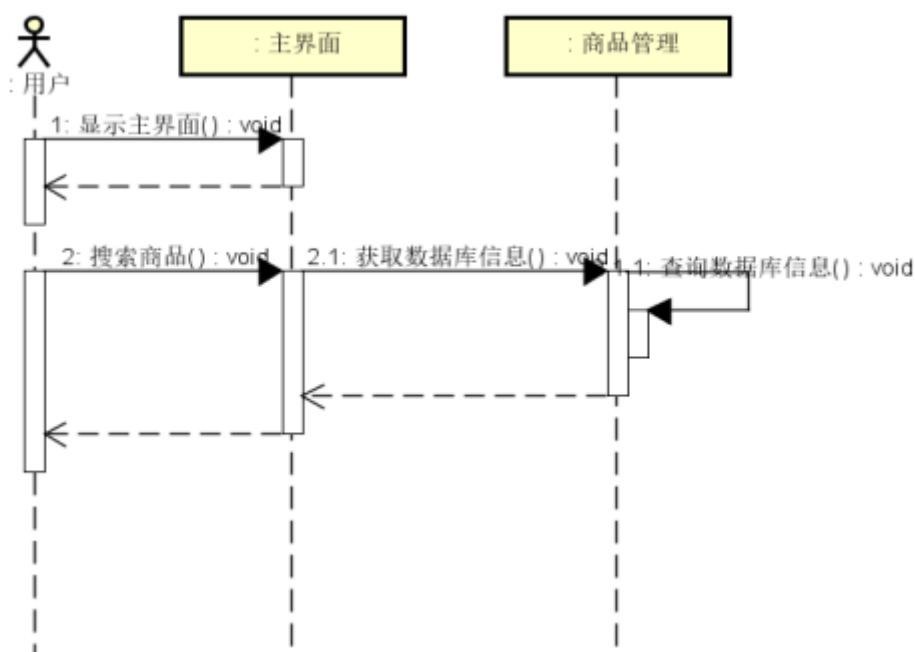 : 用户
: 主界面
: 商品管理
1: 显示主界面() : void
2: 搜索商品() : void
2.1: 获取数据库信息() : void
1.1: 查询数据库信息() : void